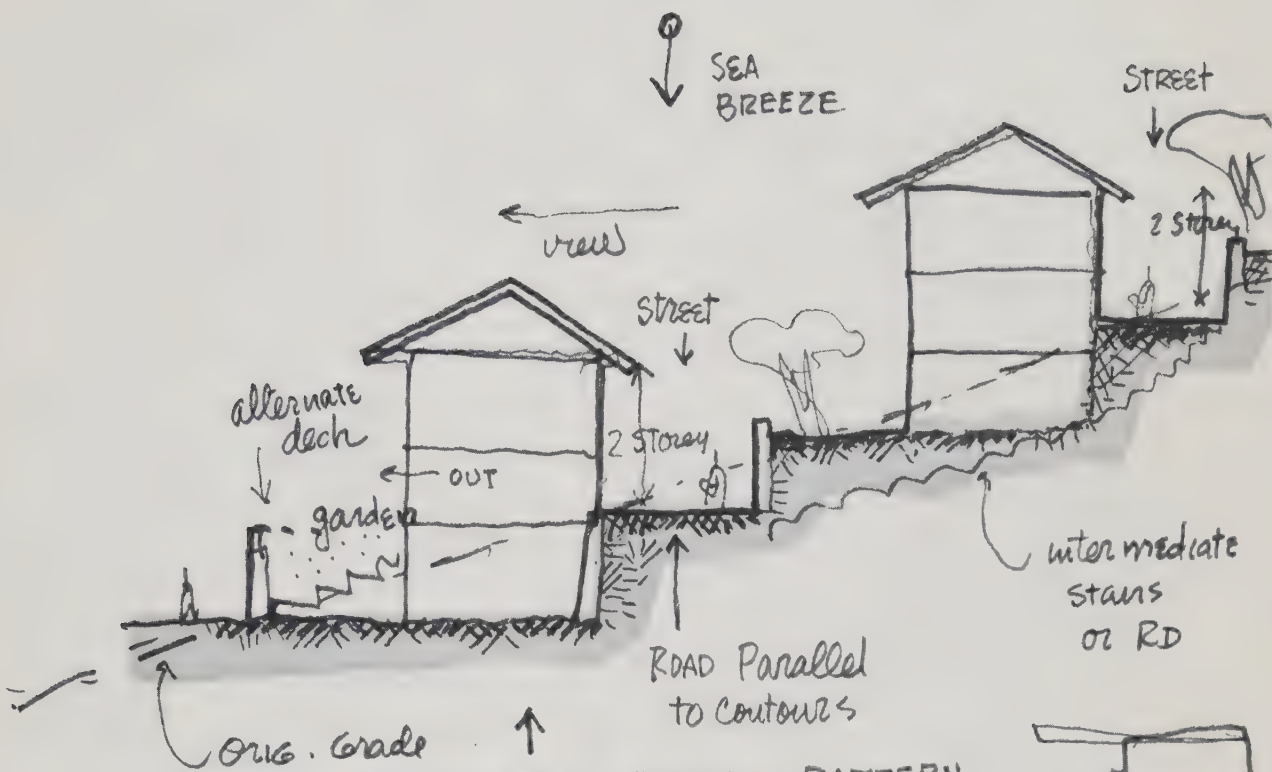 SEA
BREEZE
STREET
2 Storey
view
STREET
alternate
deck
2 STOREY
OUT
garden
intermediate
stairs
or RD
ROAD Parallel
to Contours
ORIG. Grade
PATTERN